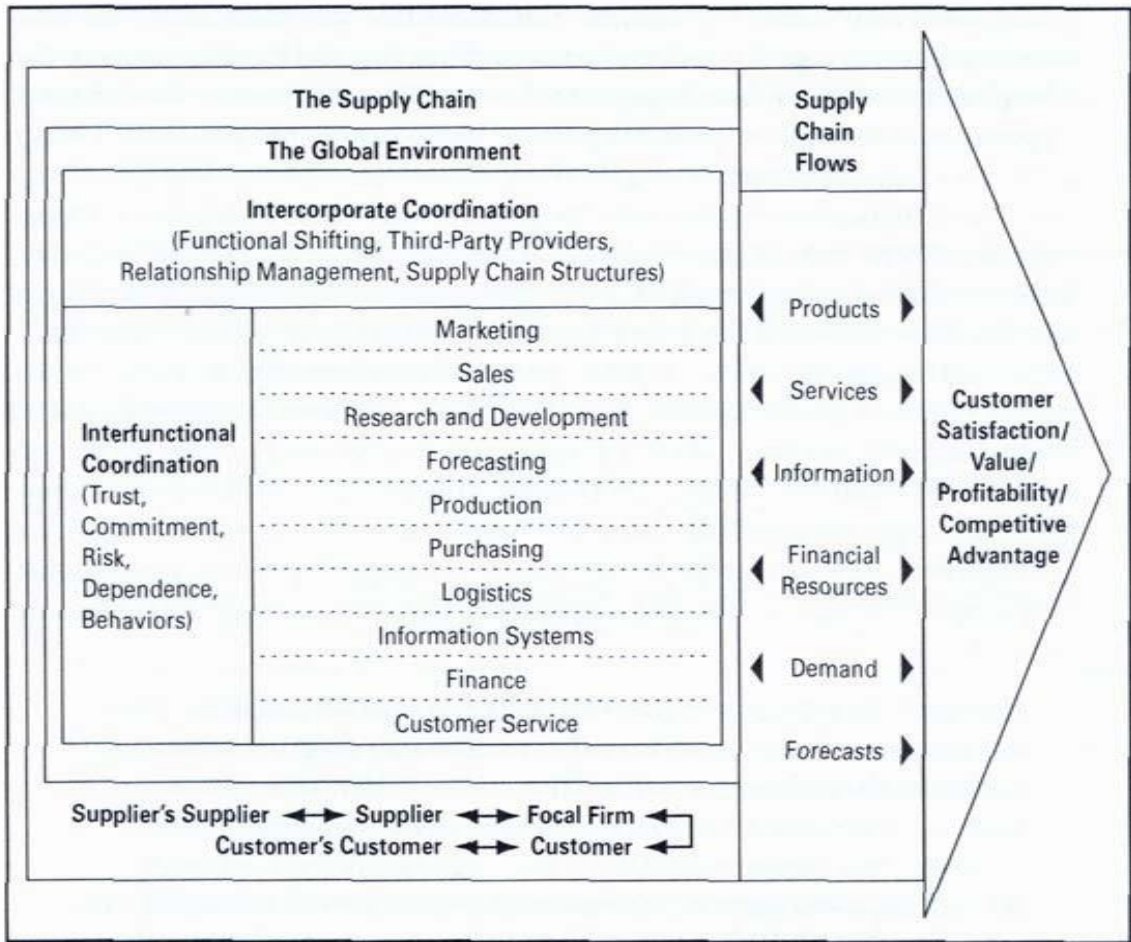 The Supply Chain
The Global Environment
Intercorporate Coordination
(Functional Shifting, Third-Party Providers,
Relationship Management, Supply Chain Structures)
Interfunctional
Coordination
(Trust,
Commitment,
Risk,
Dependence,
Behaviors)
Marketing
Sales
Research and Development
Forecasting
Production
Purchasing
Logistics
Information Systems
Finance
Customer Service
Supplier's Supplier
Supplier
Focal Firm
Customer's Customer
Customer
Supply
Chain
Flows
Products
Services
Information
Financial
Resources
Demand
Forecasts
Customer
Satisfaction/
Value/
Profitability/
Competitive
Advantage